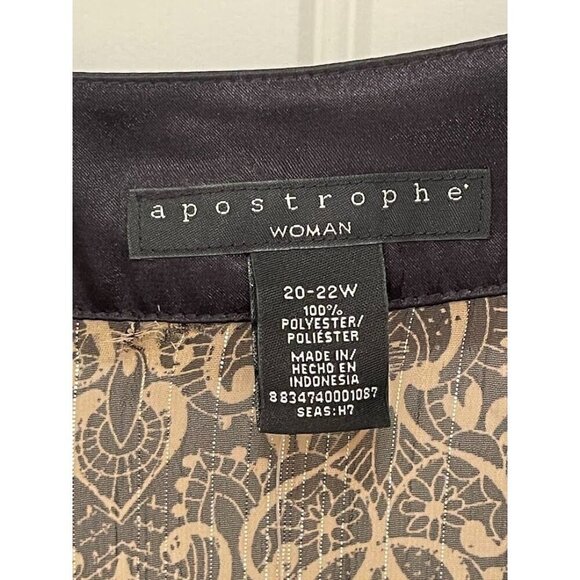 apostrophe
WOMAN
20-22W
100%
POLYESTER/
POLIÉSTER
MADE IN/
HECHO EN
INDONESIA
8834740001087
SEAS:H7